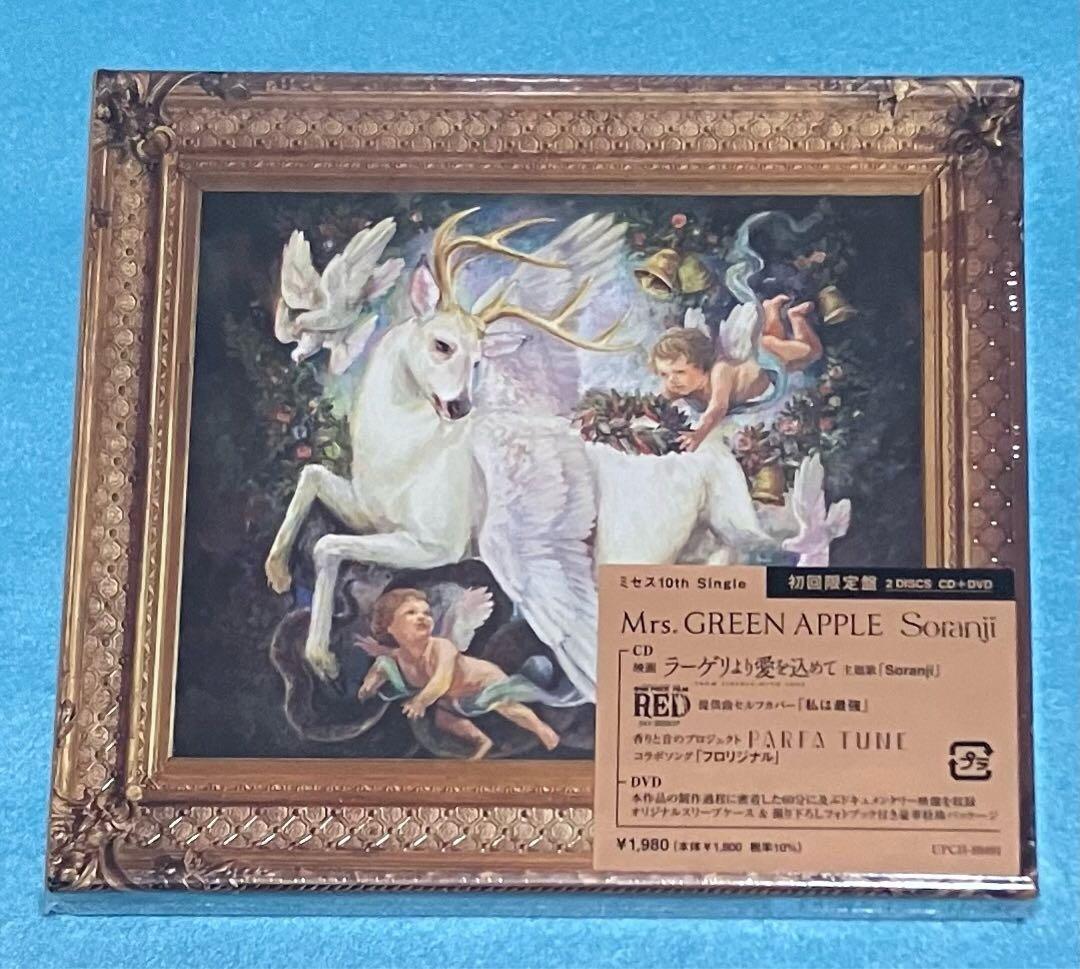 ミセス10th Single
初回限定盤 2 DISCS CD+DVD
Mrs. GREEN APPLE Soranji
CD
映画 ラーゲリより愛を込めて 主題歌「Soranji」
RED 提供曲セルフカバー「私は最強」
香りと音のプロジェクト PARFA TUNE
コラボソング「フロリジナル」
プラ
DVD
本作品の制作過程に密着した60分に及ぶドキュメンタリー映像を収録
オリジナルスリーブケース & 撮り下ろしフォトブック付き豪華仕様パッケージ
¥1,980 (本体¥1,800 税率10%)